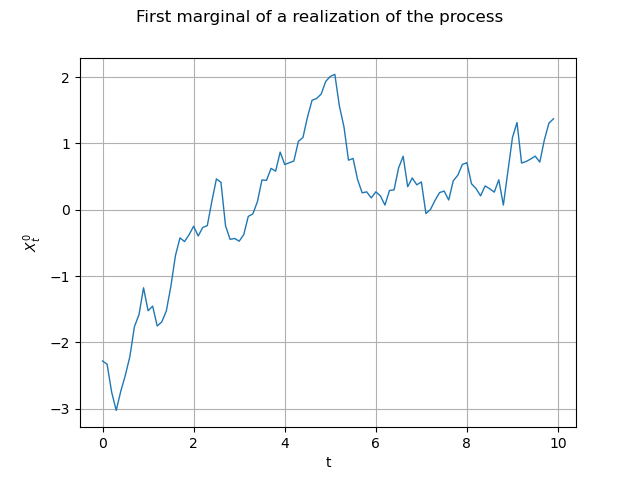 First marginal of a realization of the process
2
1
0
−1
−2
−3
X_t^0
0 2 4 6 8 10
t